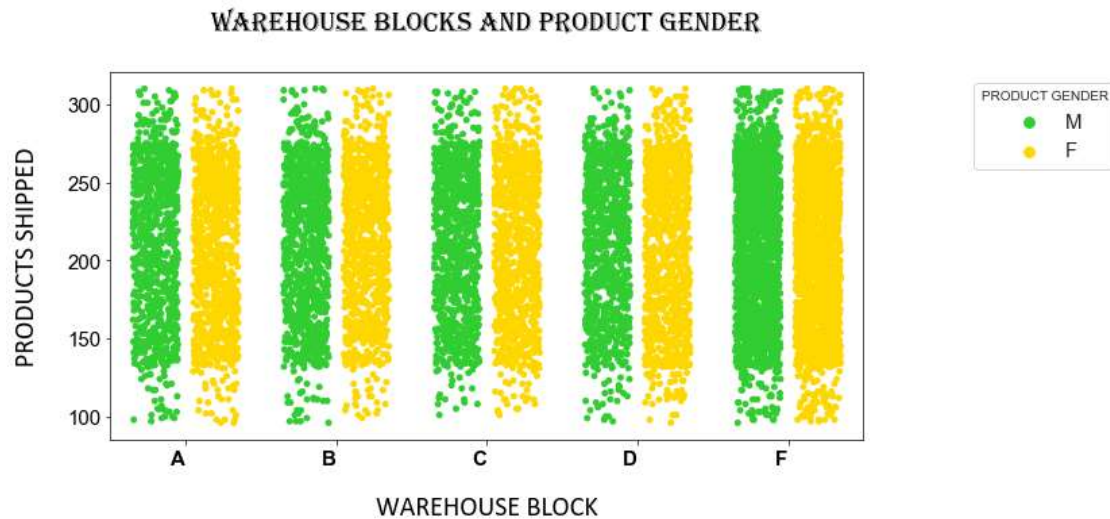 WAREHOUSE BLOCKS AND PRODUCT GENDER
PRODUCT GENDER
M
F
PRODUCTS SHIPPED
300
250
200
150
100
A B C D F
WAREHOUSE BLOCK